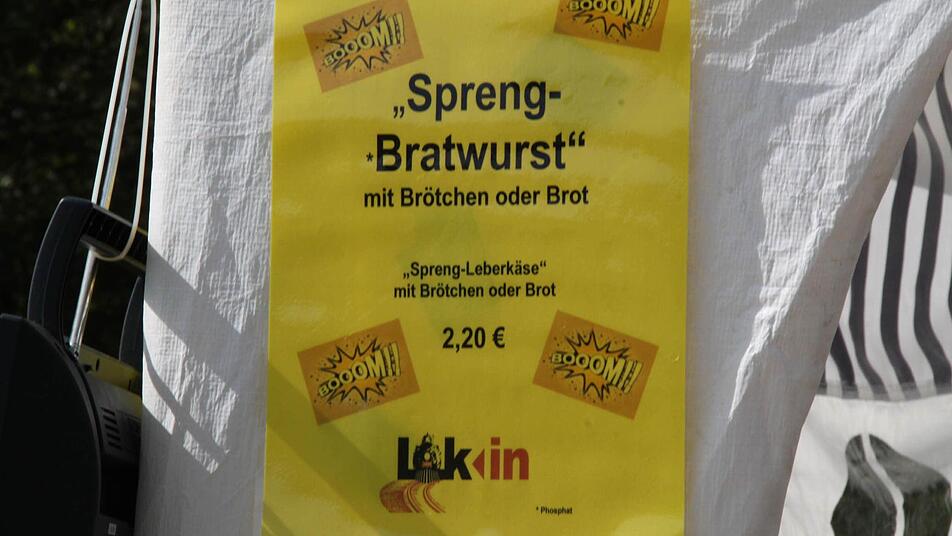 BOOOM!!
BOOOM!!
„Spreng-
*Bratwurst“
mit Brötchen oder Brot
„Spreng-Leberkäse“
mit Brötchen oder Brot
2,20 €
BOOOM!!
BOOOM!!
Lok-in
* Phosphat